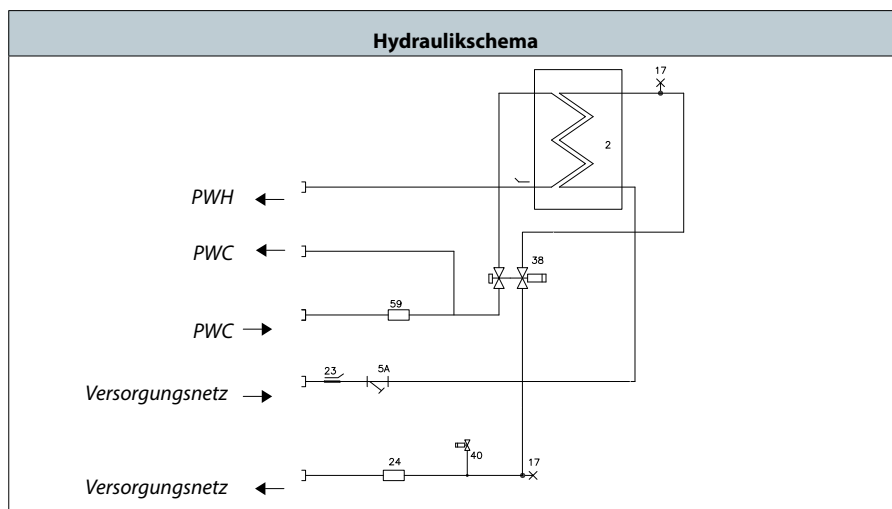 Hydraulikschema
17
2
PWH
PWC
38
59
PWC
23
5A
Versorgungsnetz
40
24
17
Versorgungsnetz